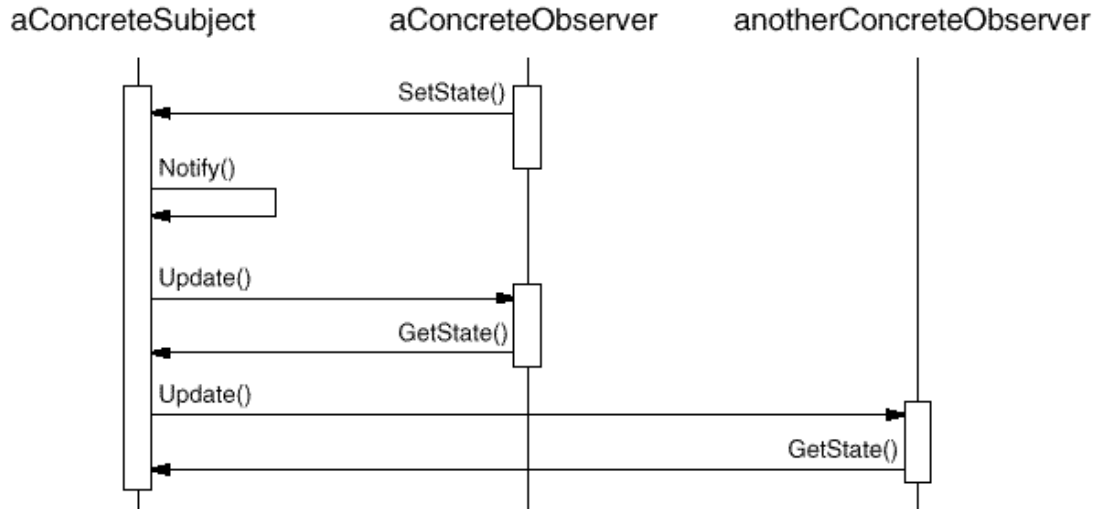 aConcreteSubject aConcreteObserver anotherConcreteObserver
SetState()
Notify()
Update()
GetState()
Update()
GetState()